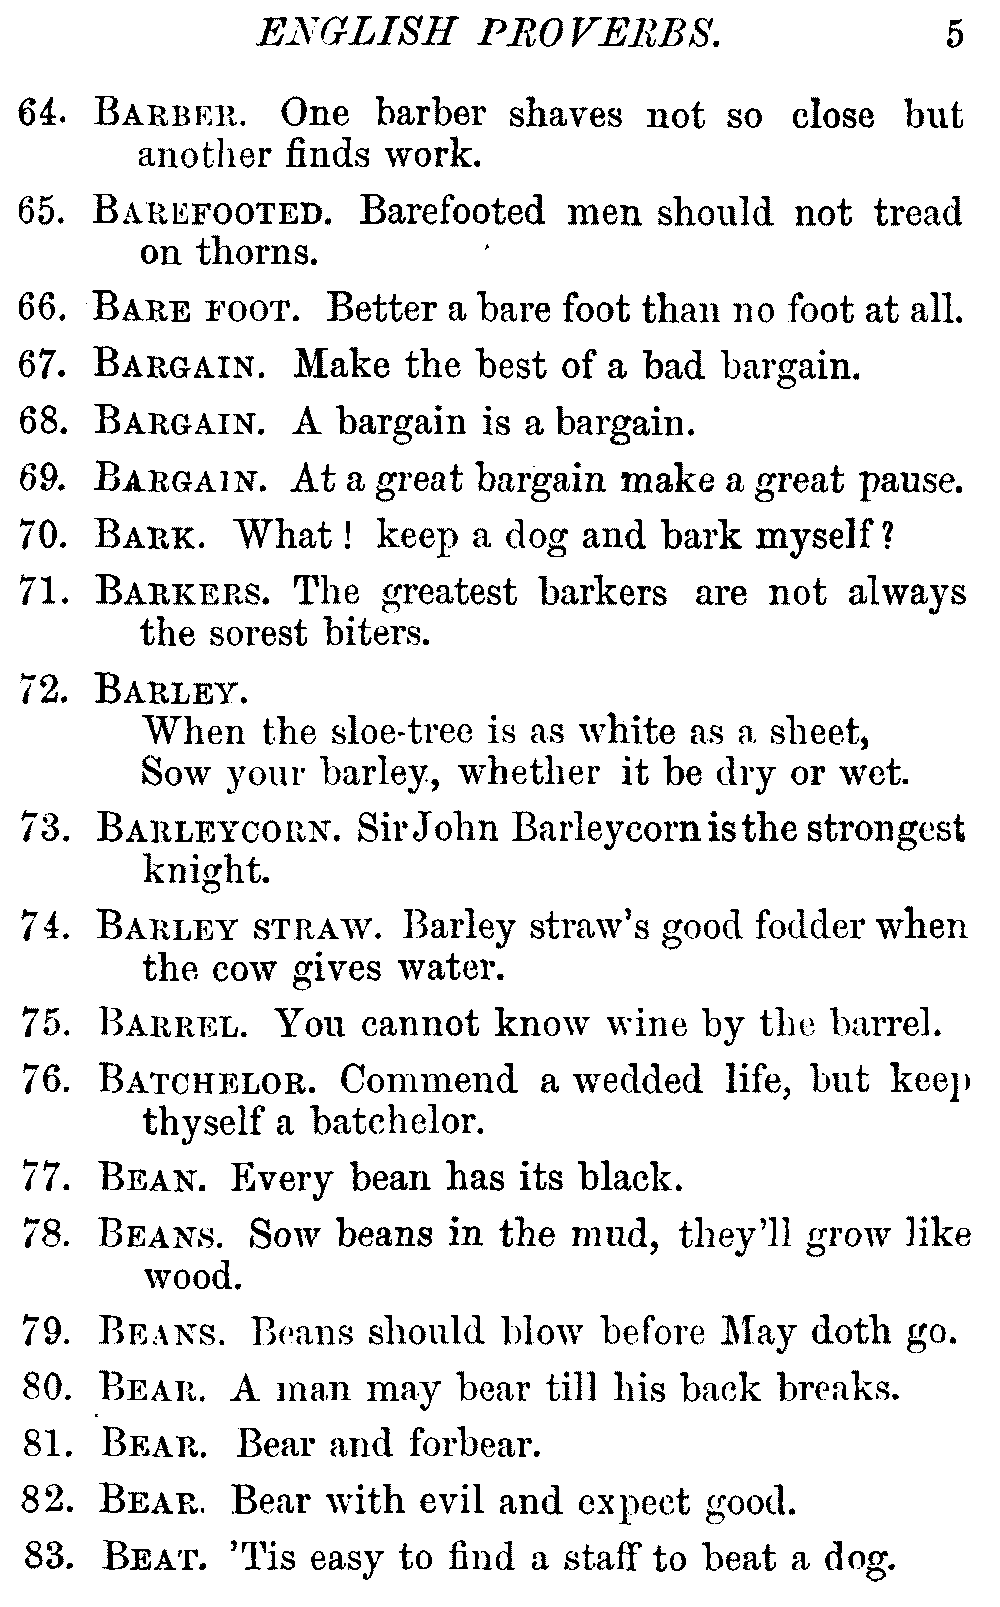 ENGLISH PROVERBS. 5
64. BARBER. One barber shaves not so close but
another finds work.
65. BAREFOOTED. Barefooted men should not tread
on thorns.
66. BARE FOOT. Better a bare foot than no foot at all.
67. BARGAIN. Make the best of a bad bargain.
68. BARGAIN. A bargain is a bargain.
69. BARGAIN. At a great bargain make a great pause.
70. BARK. What! keep a dog and bark myself?
71. BARKERS. The greatest barkers are not always
the sorest biters.
72. BARLEY.
When the sloe-tree is as white as a sheet,
Sow your barley, whether it be dry or wet.
73. BARLEYCORN. Sir John Barleycorn is the strongest
knight.
74. BARLEY STRAW. Barley straw's good fodder when
the cow gives water.
75. BARREL. You cannot know wine by the barrel.
76. BATCHELOR. Commend a wedded life, but keep
thyself a batchelor.
77. BEAN. Every bean has its black.
78. BEANS. Sow beans in the mud, they'll grow like
wood.
79. BEANS. Beans should blow before May doth go.
80. BEAR. A man may bear till his back breaks.
81. BEAR. Bear and forbear.
82. BEAR. Bear with evil and expect good.
83. BEAT. 'Tis easy to find a staff to beat a dog.